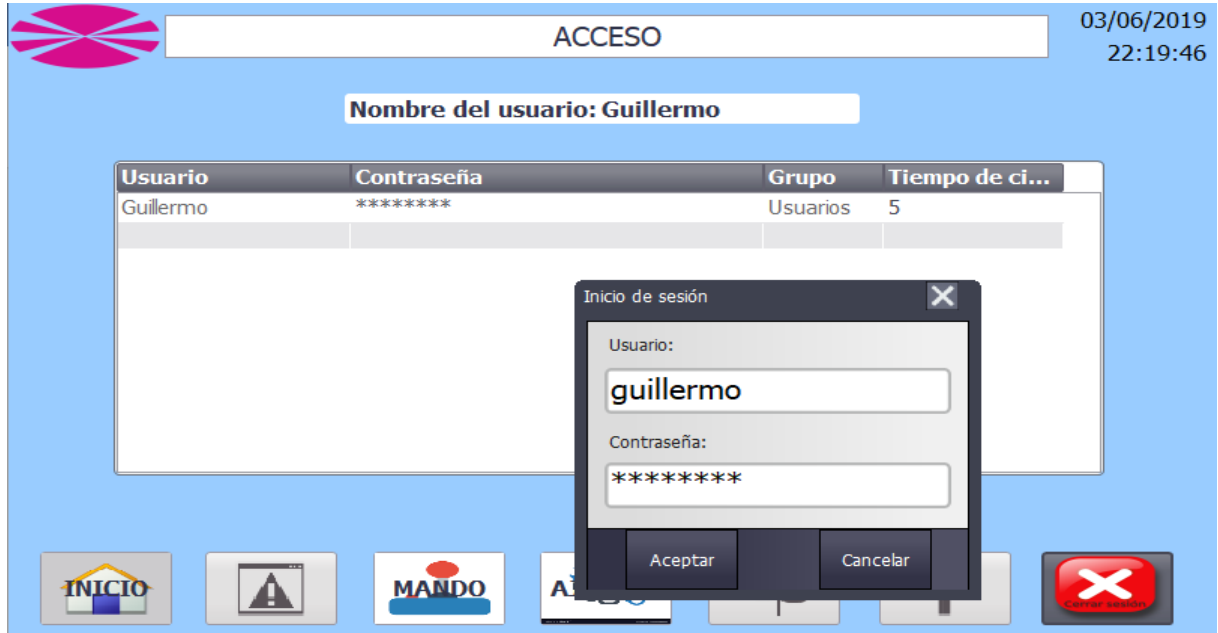 ACCESO
03/06/2019
22:19:46
Nombre del usuario: Guillermo
Usuario Contraseña Grupo Tiempo de ci...
Guillermo ******** Usuarios 5
Inicio de sesión
Usuario:
guillermo
Contraseña:
********
Aceptar Cancelar
INICIO MANDO
Cerrar sesión